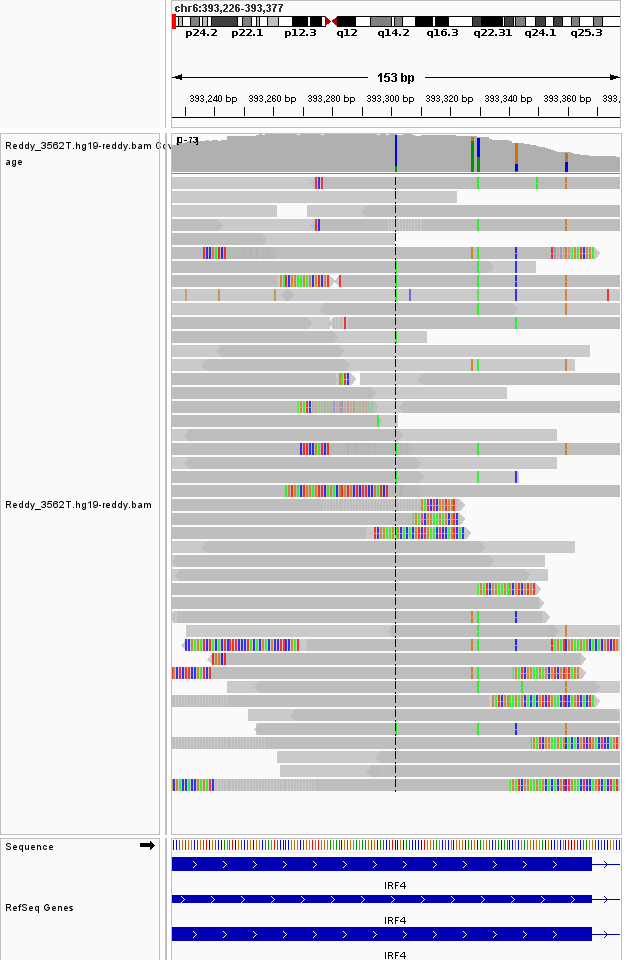 chr6:393,226-393,377
p24.2 p22.1 p12.3 q12 q14.2 q16.3 q22.31 q24.1 q25.3
153 bp
393,240 bp 393,260 bp 393,280 bp 393,300 bp 393,320 bp 393,340 bp 393,360 bp 393,
Reddy_3562T.hg19-reddy.bam Cov
age
Reddy_3562T.hg19-reddy.bam
Sequence
IRF4
RefSeq Genes
IRF4
IRF4